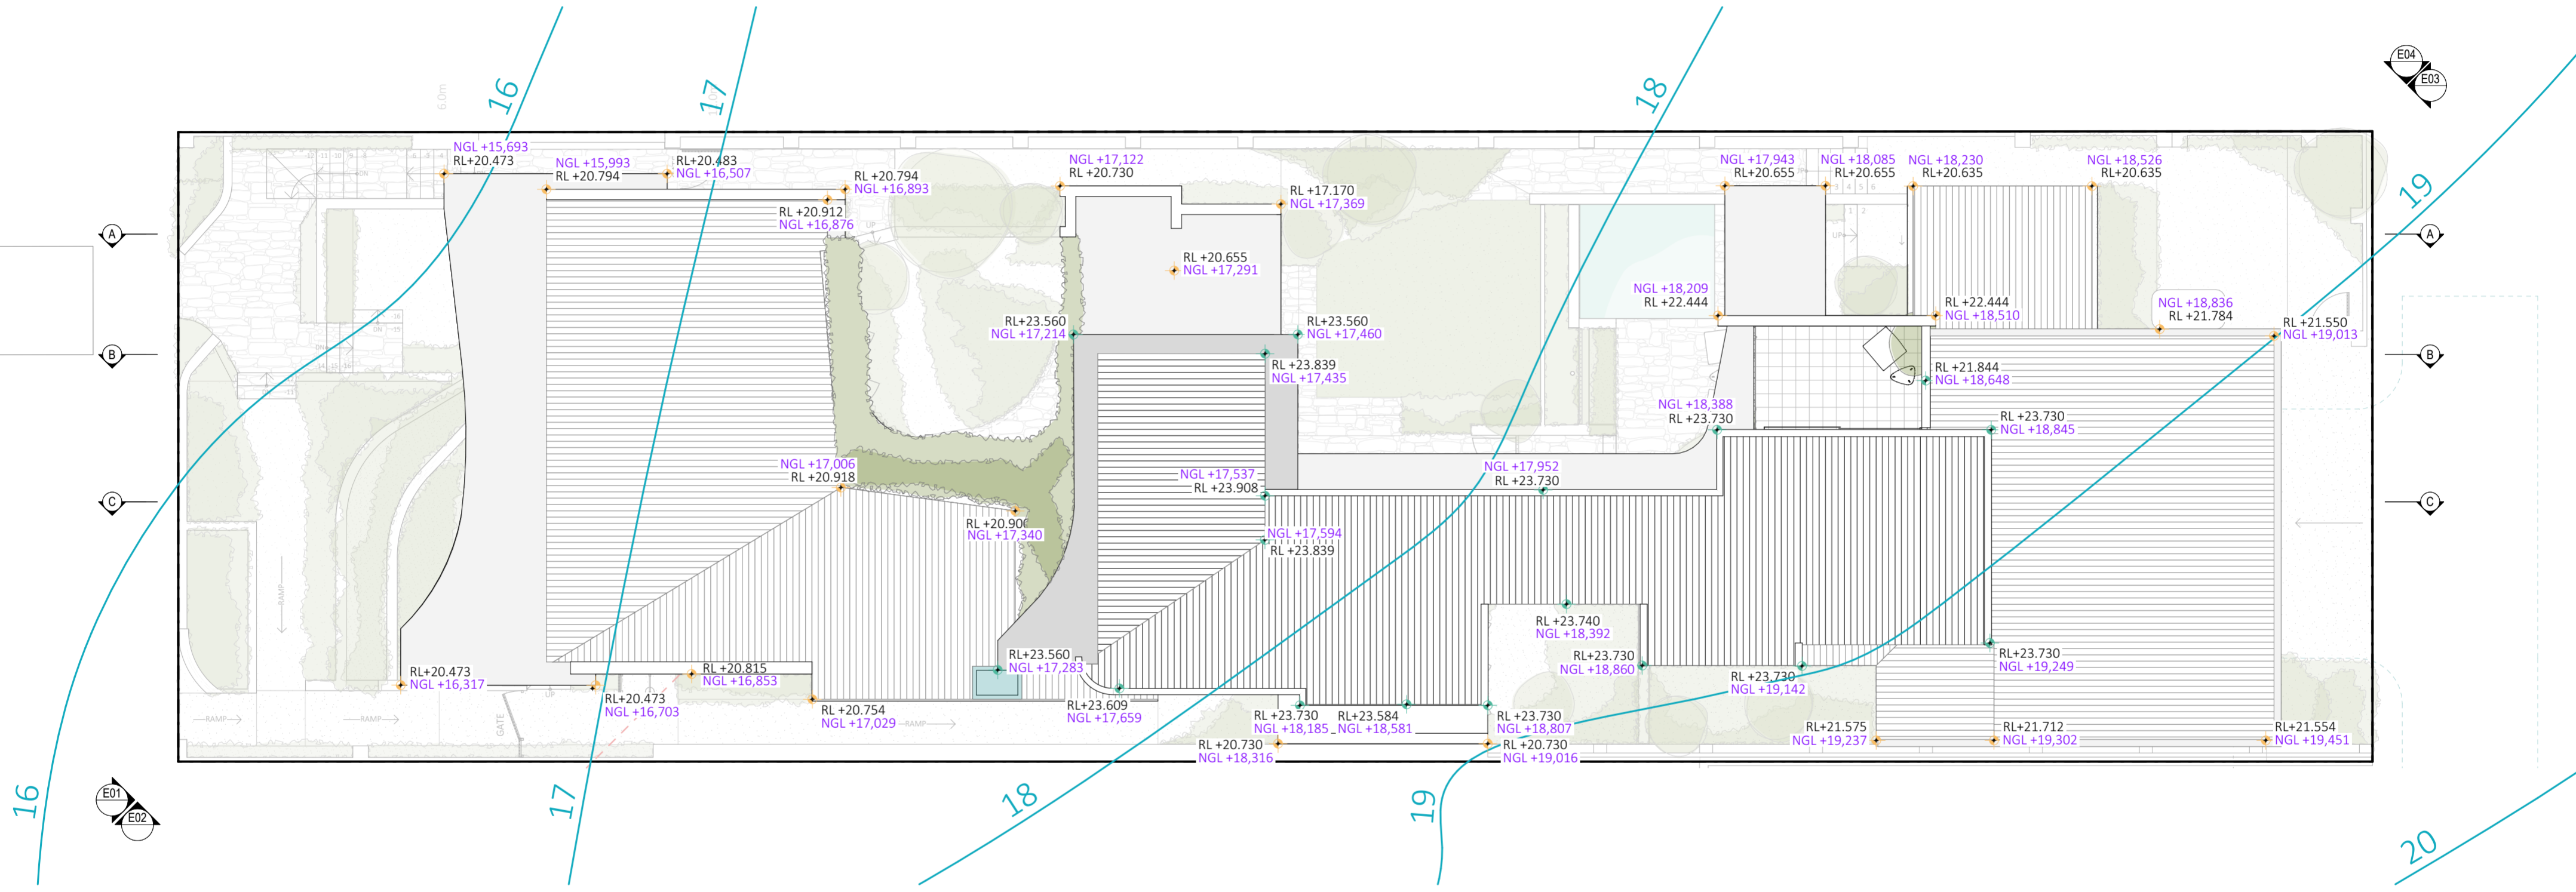 E04
E03
16
17
18
19
6.0m
NGL +15,693
RL+20.473
NGL +15,993
RL +20.794
RL+20.483
NGL +16,507
RL +20.794
NGL +16,893
RL +20.912
NGL +16,876
NGL +17,122
RL +20.730
RL +17.170
NGL +17,369
RL +20.655
NGL +17,291
NGL +17,943
RL +20.655
NGL +18,085
RL +20.655
NGL +18,230
RL +20.635
NGL +18,526
RL +20.635
DN
UP
UP
A
A
B
B
C
C
RL+23.560
NGL +17,214
RL+23.560
NGL +17,460
RL +23.839
NGL +17,435
NGL +18,209
RL +22.444
RL +22.444
NGL +18,510
NGL +18,836
RL +21.784
RL +21.550
NGL +19,013
RL +21.844
NGL +18,648
NGL +18,388
RL +23.730
RL +23.730
NGL +18,845
NGL +17,006
RL +20.918
NGL +17,537
RL +23.908
NGL +17,952
RL +23.730
RL +20.900
NGL +17,340
NGL +17,594
RL +23.839
RAMP
RL +23.740
NGL +18,392
RL +20.473
NGL +16,317
RL +20.815
NGL +16,853
RL+23.560
NGL +17,283
RL +23.730
NGL +18,860
RL +23.730
NGL +19,142
RL +23.730
NGL +19,249
RL+20.473
NGL +16,703
RL +20.754
NGL +17,029
RL+23.609
NGL +17,659
RL +23.730
NGL +18,185
RL+23.584
NGL +18,581
RL +23.730
NGL +18,807
RL +20.730
NGL +18,316
RL +20.730
NGL +19,016
RL+21.575
NGL +19,237
RL+21.712
NGL +19,302
RL+21.554
NGL +19,451
RAMP
RAMP
RAMP
GATE
UP
E01
E02
16
17
18
19
20